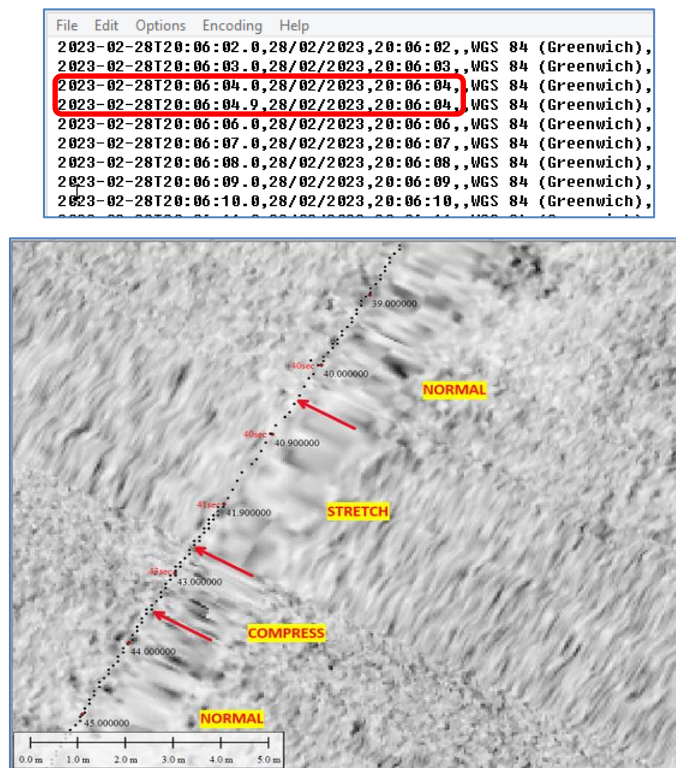 File Edit Options Encoding Help
2023-02-28T20:06:02.0,28/02/2023,20:06:02,,WGS 84 (Greenwich),
2023-02-28T20:06:03.0,28/02/2023,20:06:03,,WGS 84 (Greenwich),
2023-02-28T20:06:04.0,28/02/2023,20:06:04,,WGS 84 (Greenwich),
2023-02-28T20:06:04.9,28/02/2023,20:06:04,,WGS 84 (Greenwich),
2023-02-28T20:06:06.0,28/02/2023,20:06:06,,WGS 84 (Greenwich),
2023-02-28T20:06:07.0,28/02/2023,20:06:07,,WGS 84 (Greenwich),
2023-02-28T20:06:08.0,28/02/2023,20:06:08,,WGS 84 (Greenwich),
2023-02-28T20:06:09.0,28/02/2023,20:06:09,,WGS 84 (Greenwich),
2023-02-28T20:06:10.0,28/02/2023,20:06:10,,WGS 84 (Greenwich),
39.000000
40sec
40.000000
NORMAL
40sec
40.900000
41sec
41.900000
STRETCH
43.000000
COMPRESS
44.000000
NORMAL
45.000000
0.0 m 1.0 m 2.0 m 3.0 m 4.0 m 5.0 m